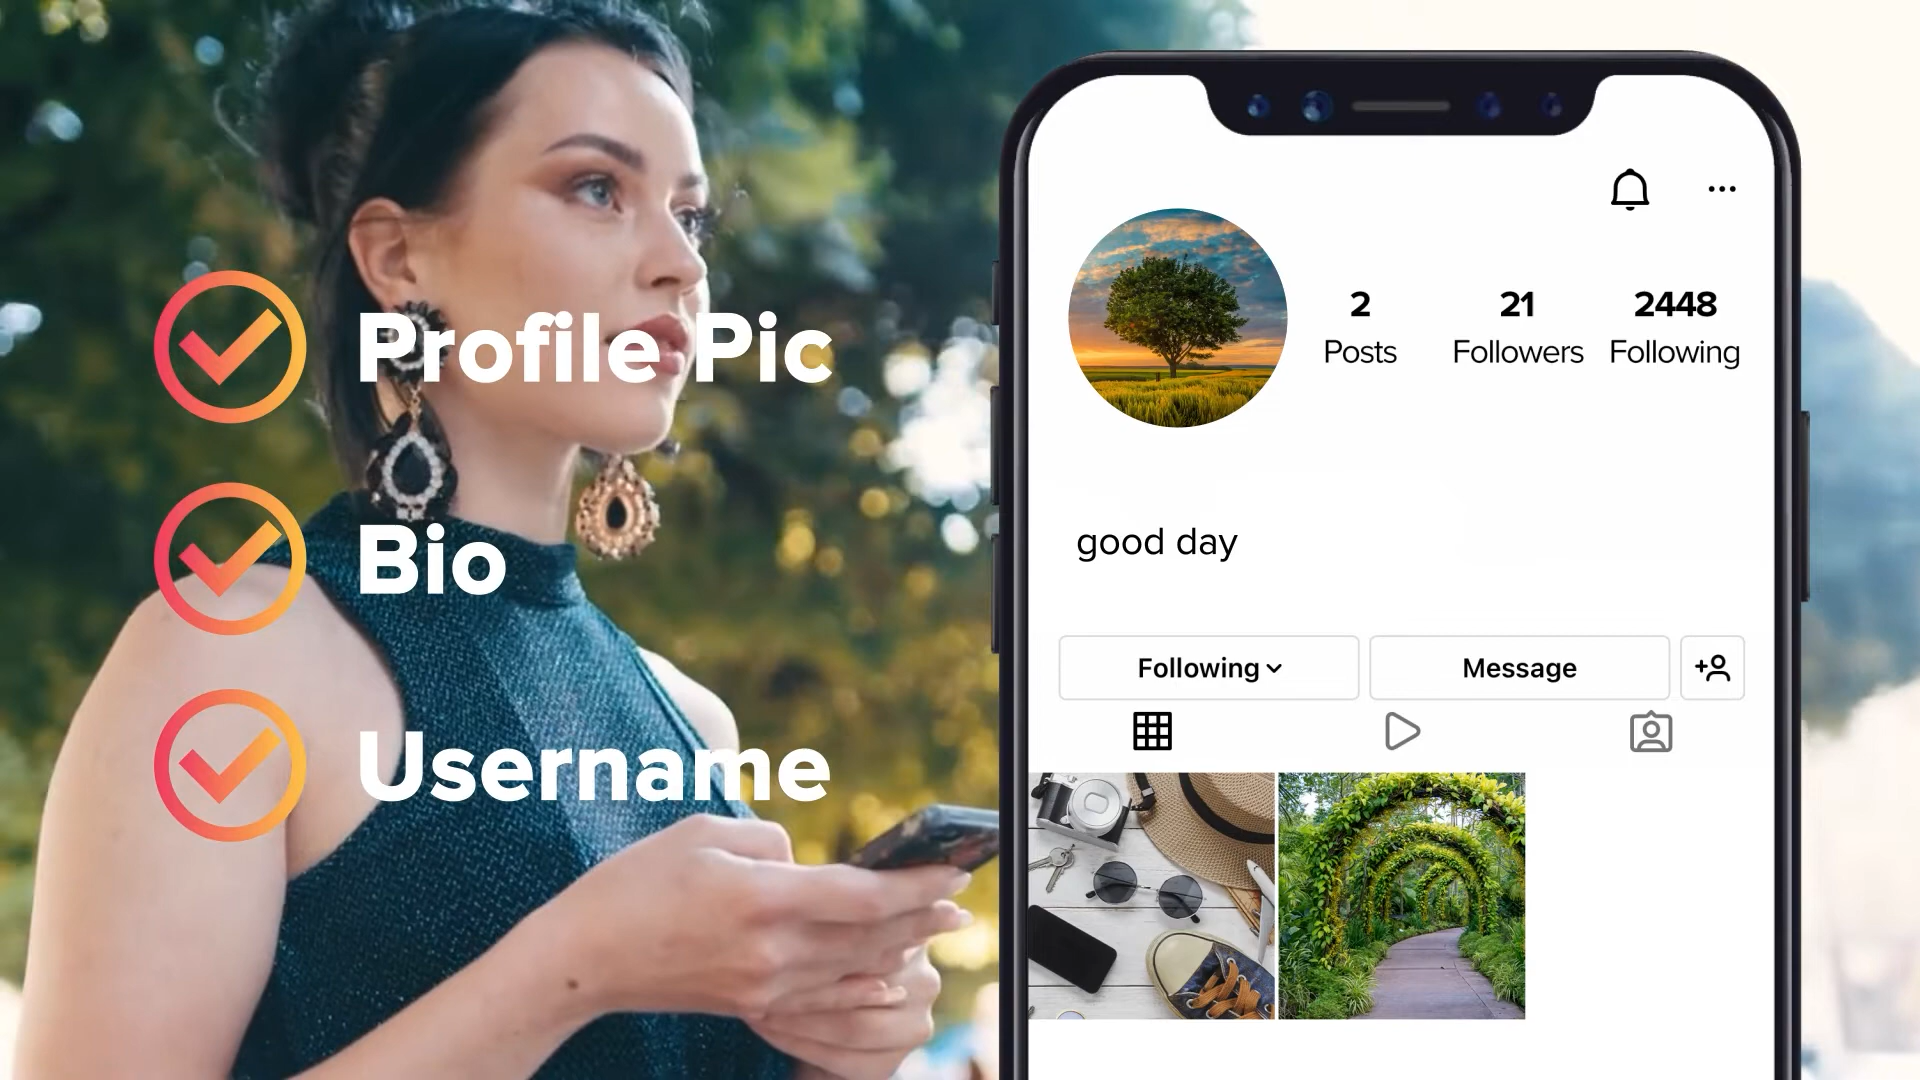 Profile Pic
Bio
Username
2 21 2448
Posts Followers Following
good day
Following Message